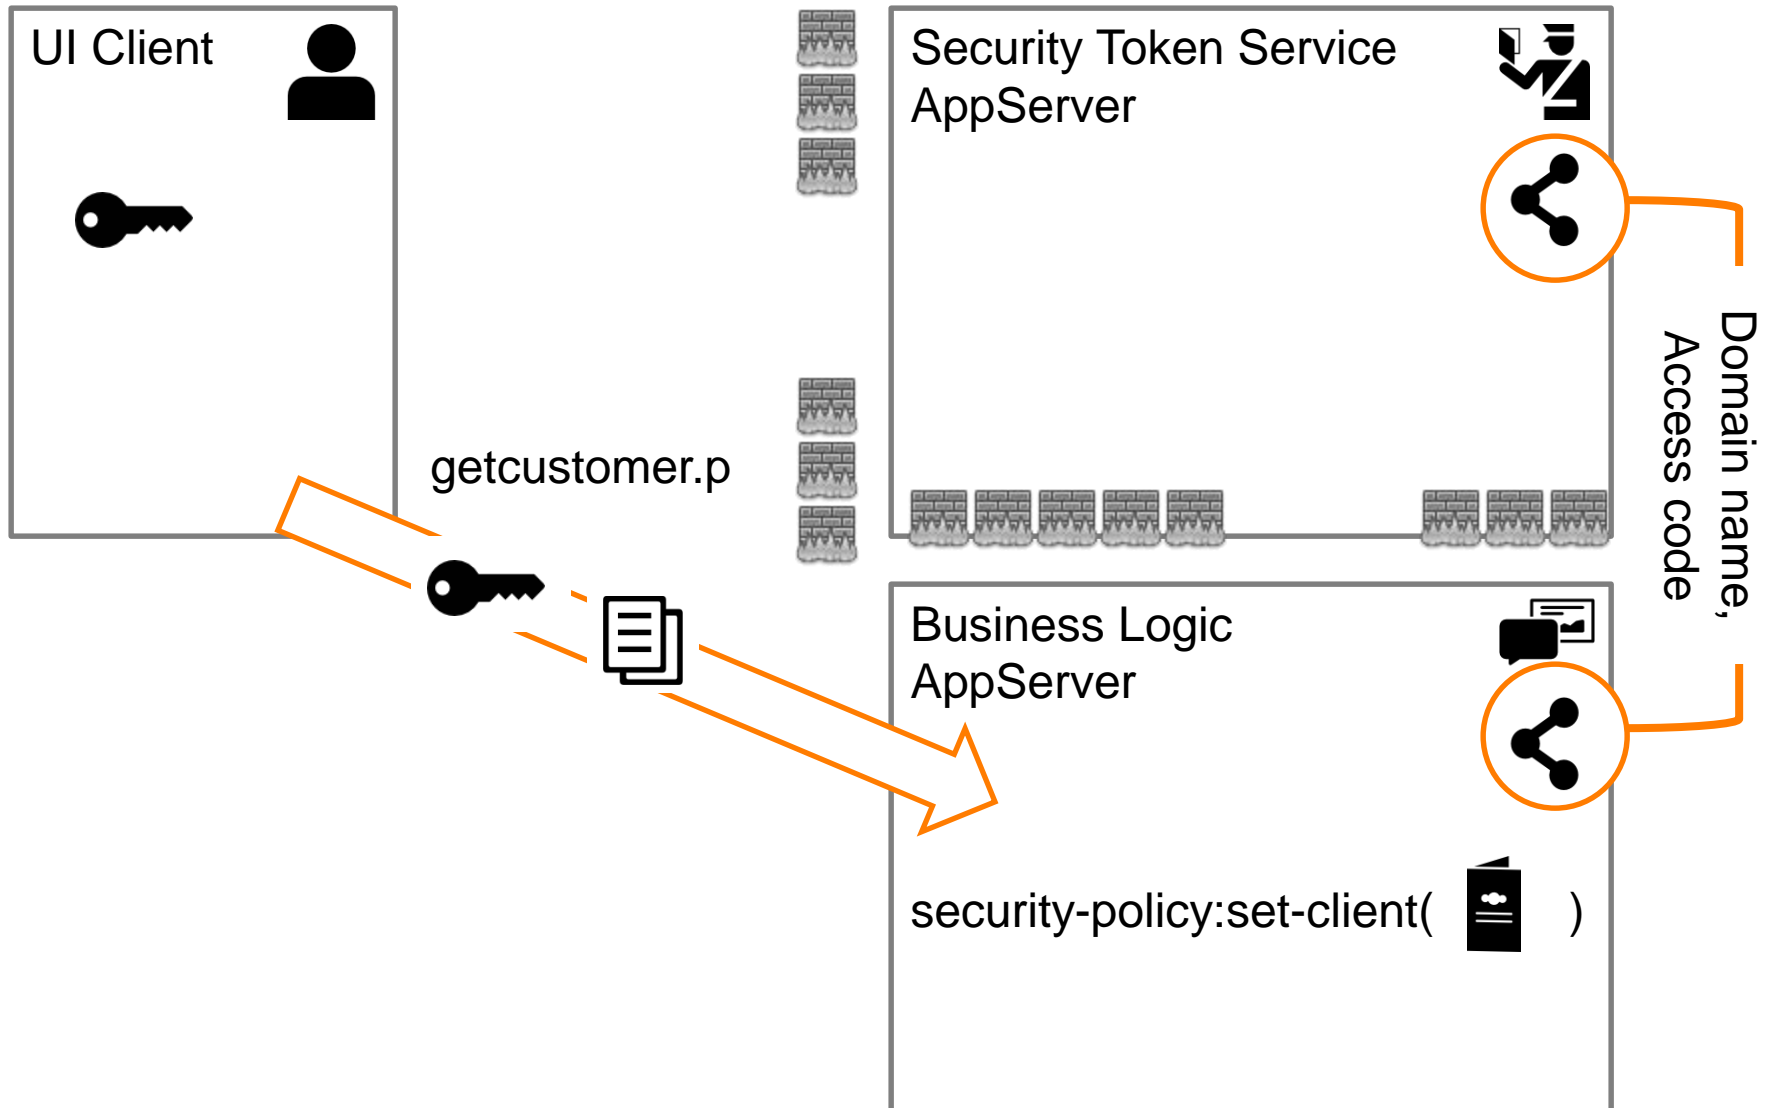 UI Client
Security Token Service
AppServer
getcustomer.p
Domain name,
Access code
Business Logic
AppServer
security-policy:set-client( )